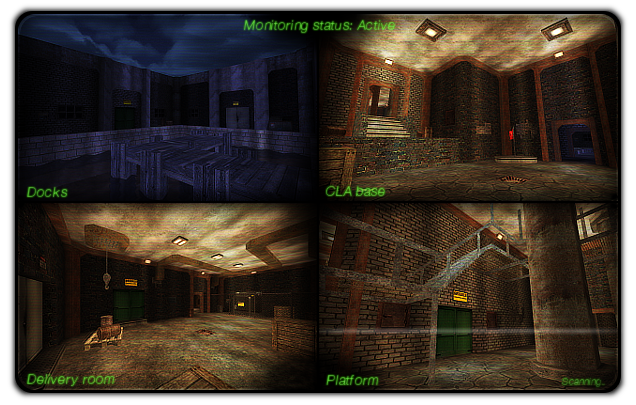 Monitoring status: Active
Docks
CLA base
Delivery room
Platform
Scanning..